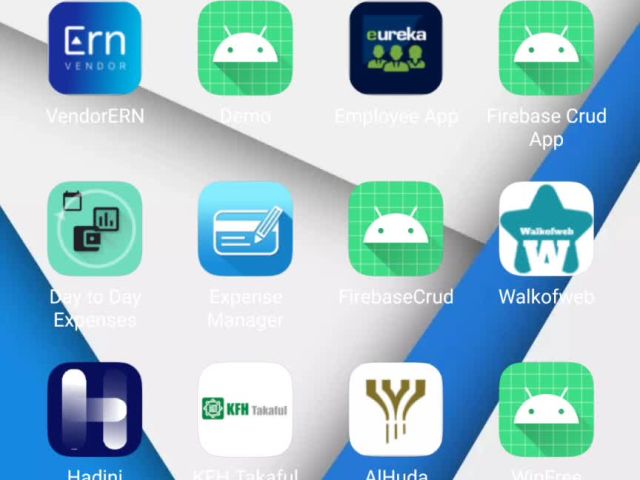 Ern
VENDOR
eureka
VendorERN
Demo
Employee App
Firebase Crud
App
Walkofweb
W
Day to Day
Expenses
Expense
Manager
FirebaseCrud
Walkofweb
KFH Takaful
Hadini
KFH Takaful
AlHuda
WinFree